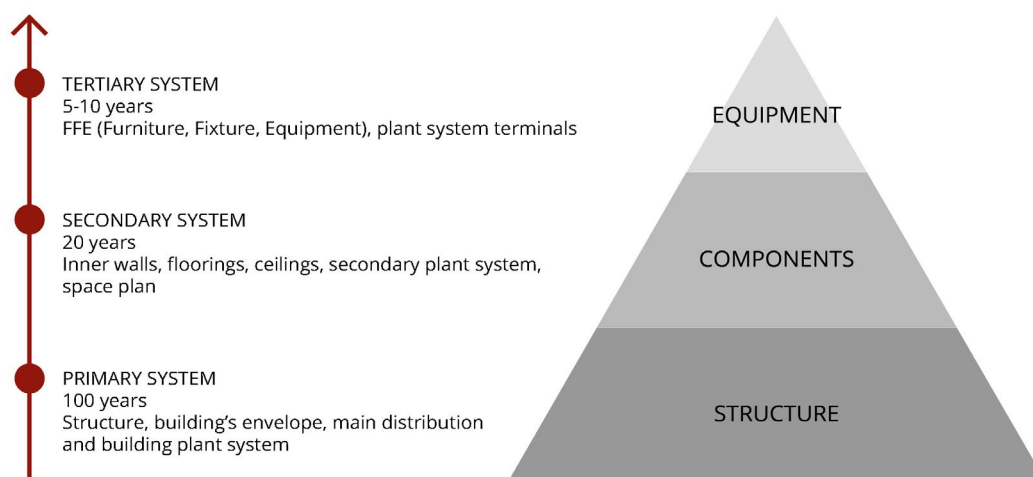 TERTIARY SYSTEM
5-10 years
FFE (Furniture, Fixture, Equipment), plant system terminals
SECONDARY SYSTEM
20 years
Inner walls, floorings, ceilings, secondary plant system,
space plan
PRIMARY SYSTEM
100 years
Structure, building’s envelope, main distribution
and building plant system
EQUIPMENT
COMPONENTS
STRUCTURE